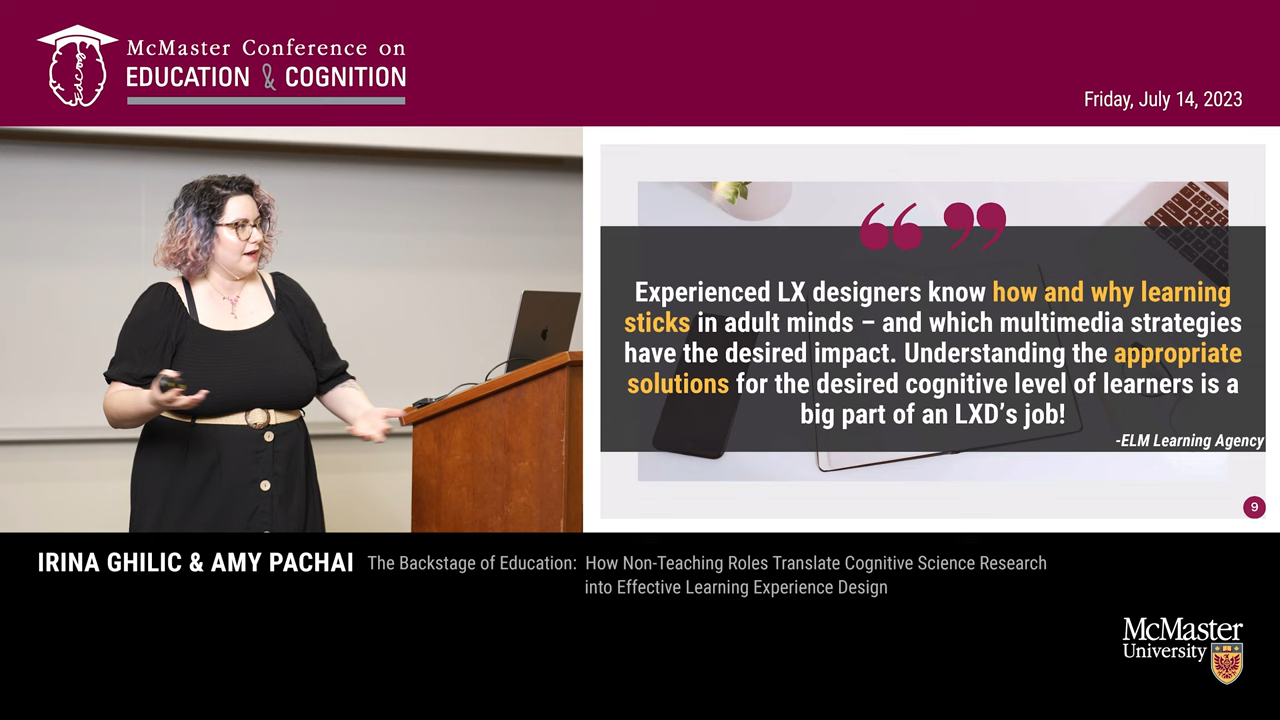 McMaster Conference on
EDUCATION & COGNITION
Friday, July 14, 2023
Experienced LX designers know how and why learning
sticks in adult minds – and which multimedia strategies
have the desired impact. Understanding the appropriate
solutions for the desired cognitive level of learners is a
big part of an LXD’s job!
-ELM Learning Agency
9
IRINA GHILIC & AMY PACHAI The Backstage of Education: How Non-Teaching Roles Translate Cognitive Science Research
into Effective Learning Experience Design
McMaster
University